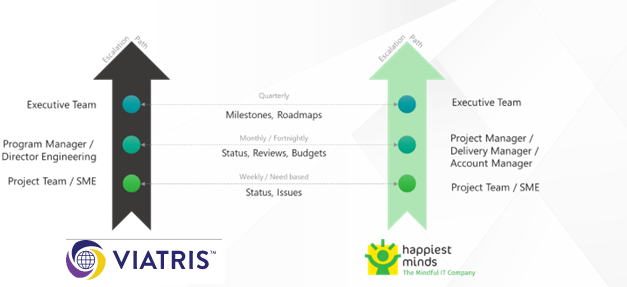 Escalation Path
Escalation Path
Executive Team
Quarterly
Milestones, Roadmaps
Executive Team
Program Manager /
Director Engineering
Monthly / Fortnightly
Status, Reviews, Budgets
Project Manager /
Delivery Manager /
Account Manager
Project Team / SME
Weekly / Need based
Status, Issues
Project Team / SME
VIATRIS™
happiest
minds
The Mindful IT Company